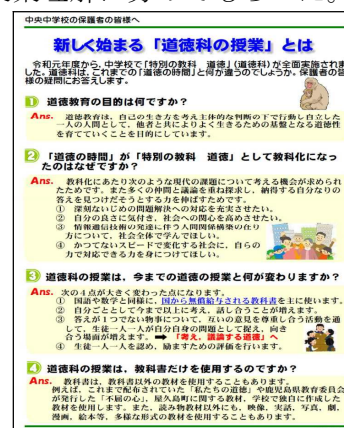 中央中学校の保護者の皆様へ
新しく始まる「道徳科の授業」とは
令和元年度から、中学校で「特別の教科　道徳」(道徳科)が全面実施されま
した。道徳科は、これまでの「道徳の時間」と何が違うのでしょうか。保護者の皆
様の疑問にお答えします。
1 道徳教育の目的は何ですか？
Ans. 道徳教育は、自己の生き方を考え主体的な判断の下で行動し自立した
一人の人間として、他者と共によりよく生きるための基盤となる道徳性
を育てていくことを目的にしています。
2 「道徳の時間」が「特別の教科　道徳」として教科化になっ
たのはなぜですか？
Ans. 教科化にあたり次のような現代の課題について考える機会が求められ
たためです。また多くの仲間と議論を重ね探求し、納得する自分なりの
答えを見つけだそうとする力を伸ばすためです。
① 深刻ないじめの問題解決への対応を充実させたい。
② 自分の良さに気付き、社会への関心を高めさせたい。
③ 情報通信技術の発達に伴う人間関係構築の在り
方について、社会全体で学んでほしい。
④ かつてないスピードで変化する社会に、自らの
力で対応できる力を身につけてほしい。
3 道徳科の授業は、今までの道徳の授業と何が変わりますか？
Ans. 次の４点が大きく変わった点になります。
① 国語や数学と同様に、国から無償給与される教科書を主に使います。
② 自分ごととして今まで以上に考え、話し合うことが増えます。
③ 答えが１つでない物事について、互いの意見を尊重し合う活動を通
して、生徒一人一人が自分自身の問題として捉え、向き
合う場面が増えます。➡「考え、議論する道徳」へ
④ 生徒一人一人を認め、励ますための評価を行います。
4 道徳科の授業は、教科書だけを使用するのですか？
Ans. 教科書は、教科書以外の教材を使用することもあります。
例えば、これまで配布されていた「私たちの道徳」や鹿児島県教育委員会
が発行した「不屈の心」、屋久島町に関する教材、学校で独自に作成した
教材を使用します。また、読み物教材以外にも、映像、実話、写真、劇、
漫画、絵本等、多様な形式の教材を使用することもあります。